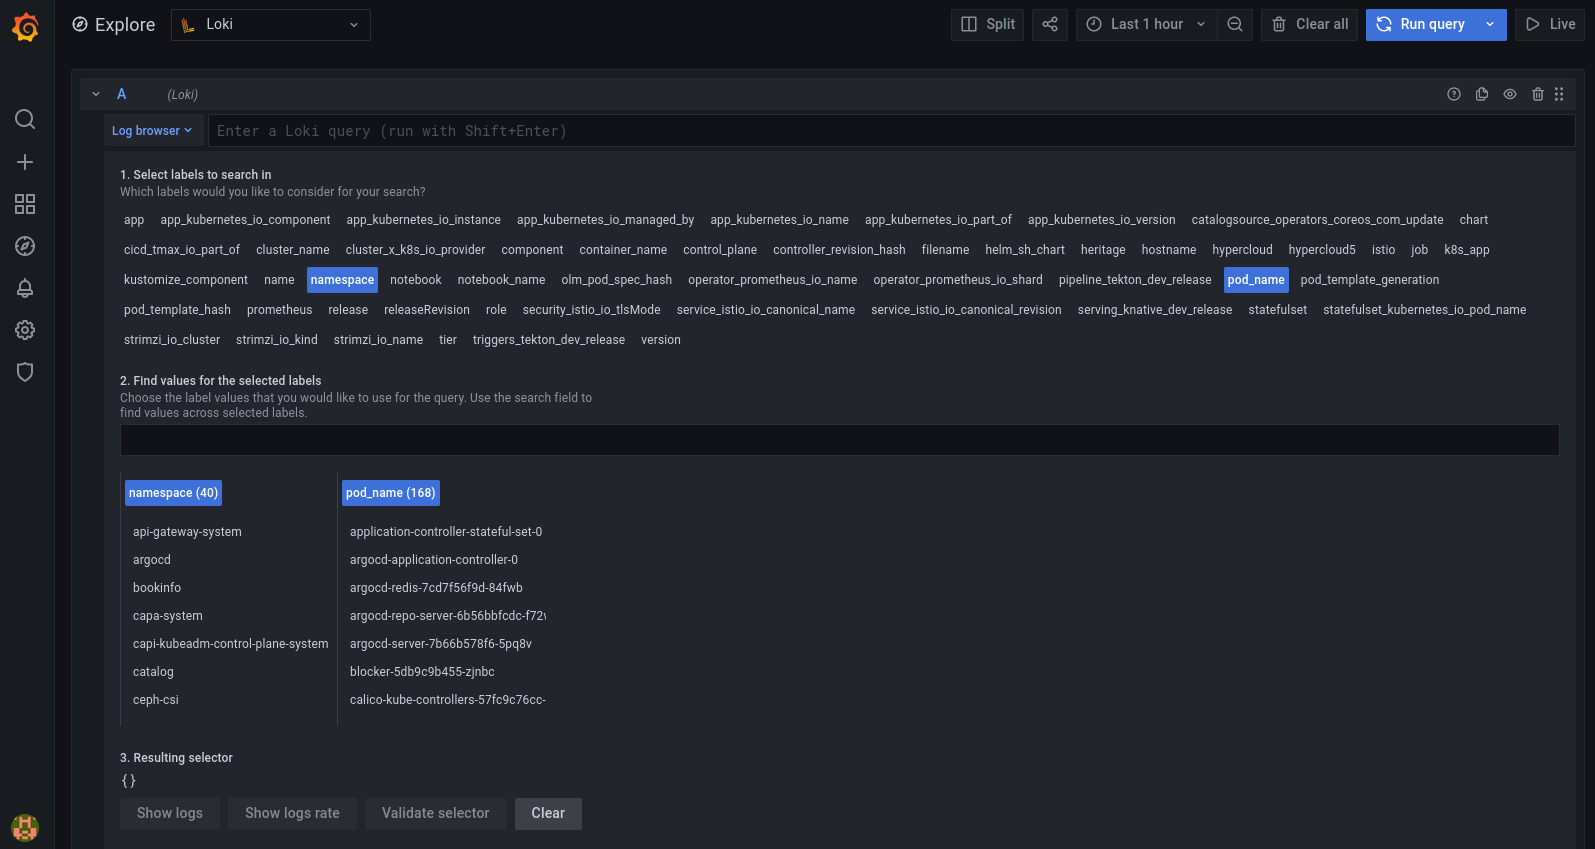 Explore Loki Split Last 1 hour Clear all Run query Live
A (Loki)
Log browser Enter a Loki query (run with Shift+Enter)
1. Select labels to search in
Which labels would you like to consider for your search?
app app_kubernetes_io_component app_kubernetes_io_instance app_kubernetes_io_managed_by app_kubernetes_io_name app_kubernetes_io_part_of app_kubernetes_io_version catalogsource_operators_coreos_com_update chart
cicd_tmax_io_part_of cluster_name cluster_x_k8s_io_provider component container_name control_plane controller_revision_hash filename helm_sh_chart heritage hostname hypercloud hypercloud5 istio job k8s_app
kustomize_component name namespace notebook notebook_name olm_pod_spec_hash operator_prometheus_io_name operator_prometheus_io_shard pipeline_tekton_dev_release pod_name pod_template_generation
pod_template_hash prometheus release releaseRevision role security_istio_io_tlsMode service_istio_io_canonical_name service_istio_io_canonical_revision serving_knative_dev_release statefulset statefulset_kubernetes_io_pod_name
strimzi_io_cluster strimzi_io_kind strimzi_io_name tier triggers_tekton_dev_release version
2. Find values for the selected labels
Choose the label values that you would like to use for the query. Use the search field to
find values across selected labels.
namespace (40) pod_name (168)
api-gateway-system application-controller-stateful-set-0
argocd argocd-application-controller-0
bookinfo argocd-redis-7cd7f56f9d-84fwb
capa-system argocd-repo-server-6b56bbfcdc-f72
capi-kubeadm-control-plane-system argocd-server-7b66b578f6-5pq8v
catalog blocker-5db9c9b455-zjnbc
ceph-csi calico-kube-controllers-57fc9c76cc-
3. Resulting selector
{}
Show logs Show logs rate Validate selector Clear